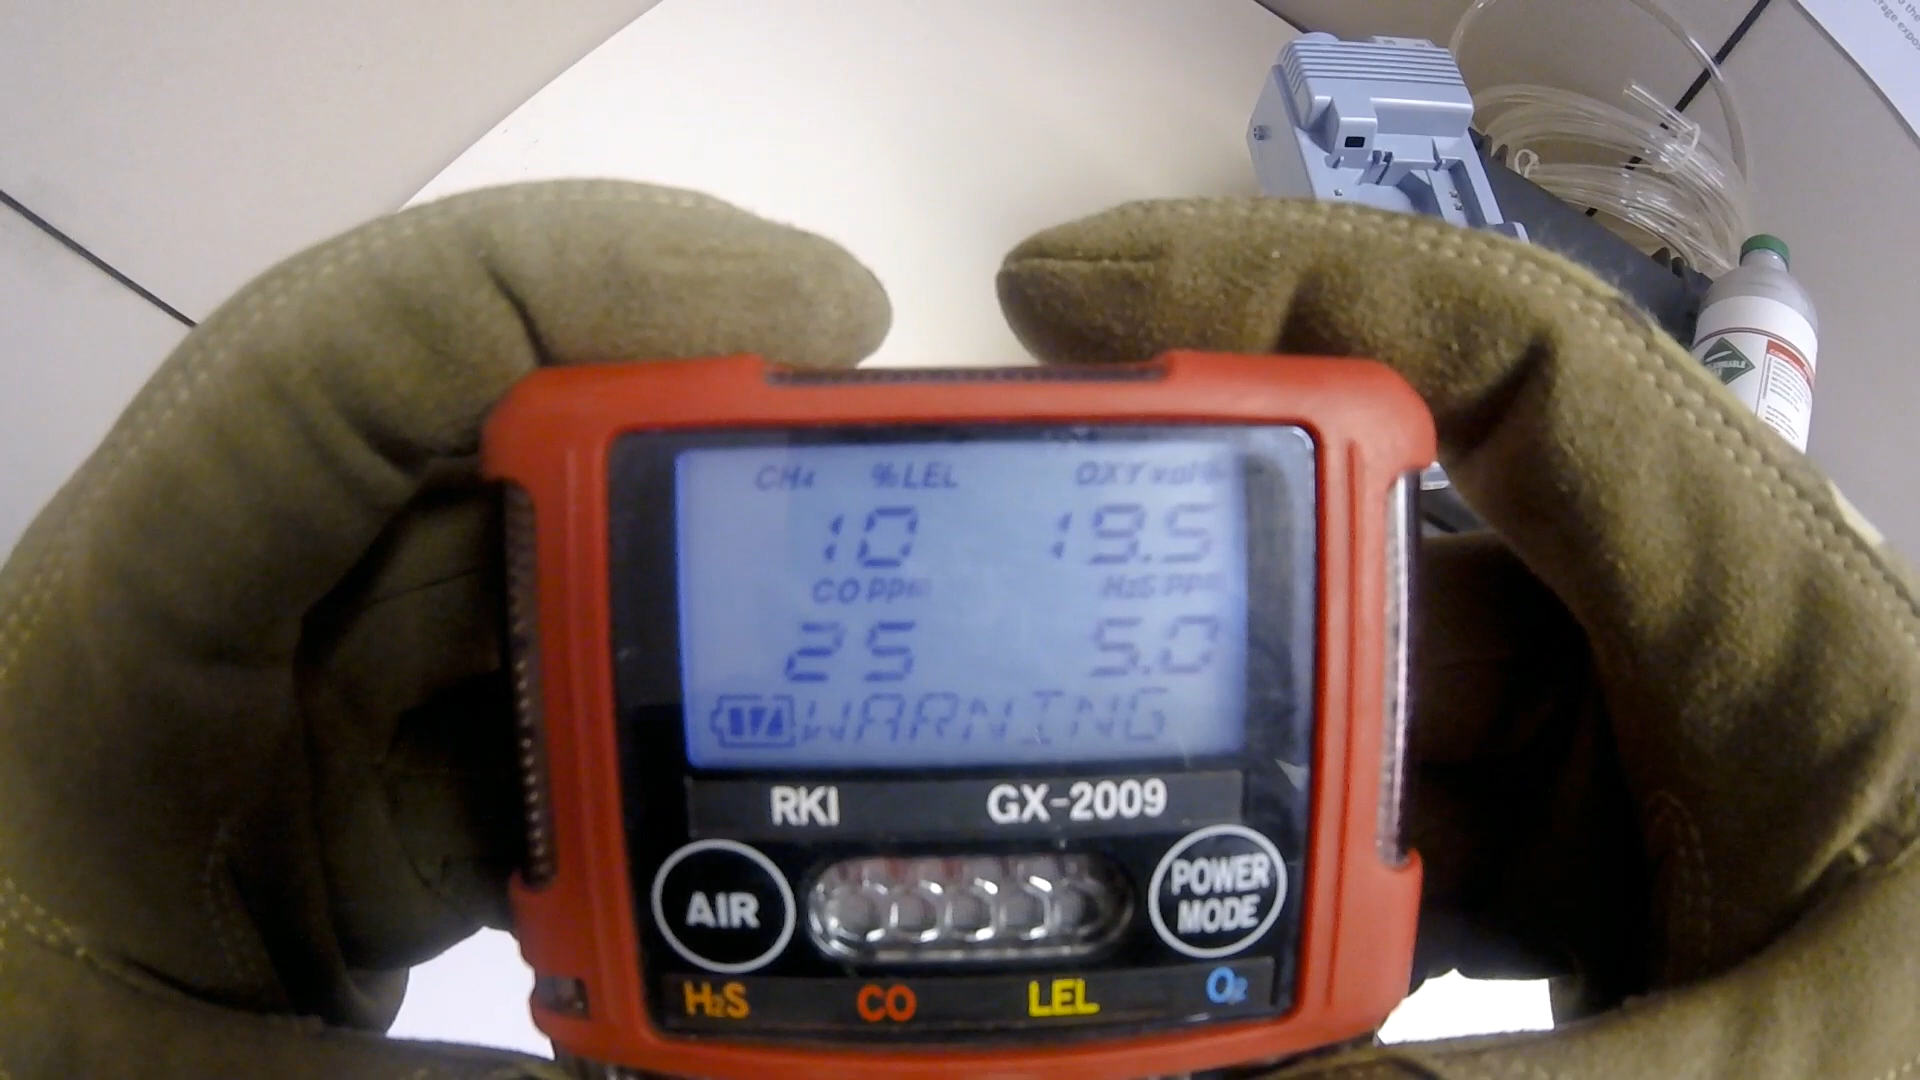 CH4 %LEL OXY vol%
10 19.5
CO PPM H2S PPM
25 5.0
WARNING
RKI GX-2009
AIR
POWER
MODE
H2S CO LEL O2